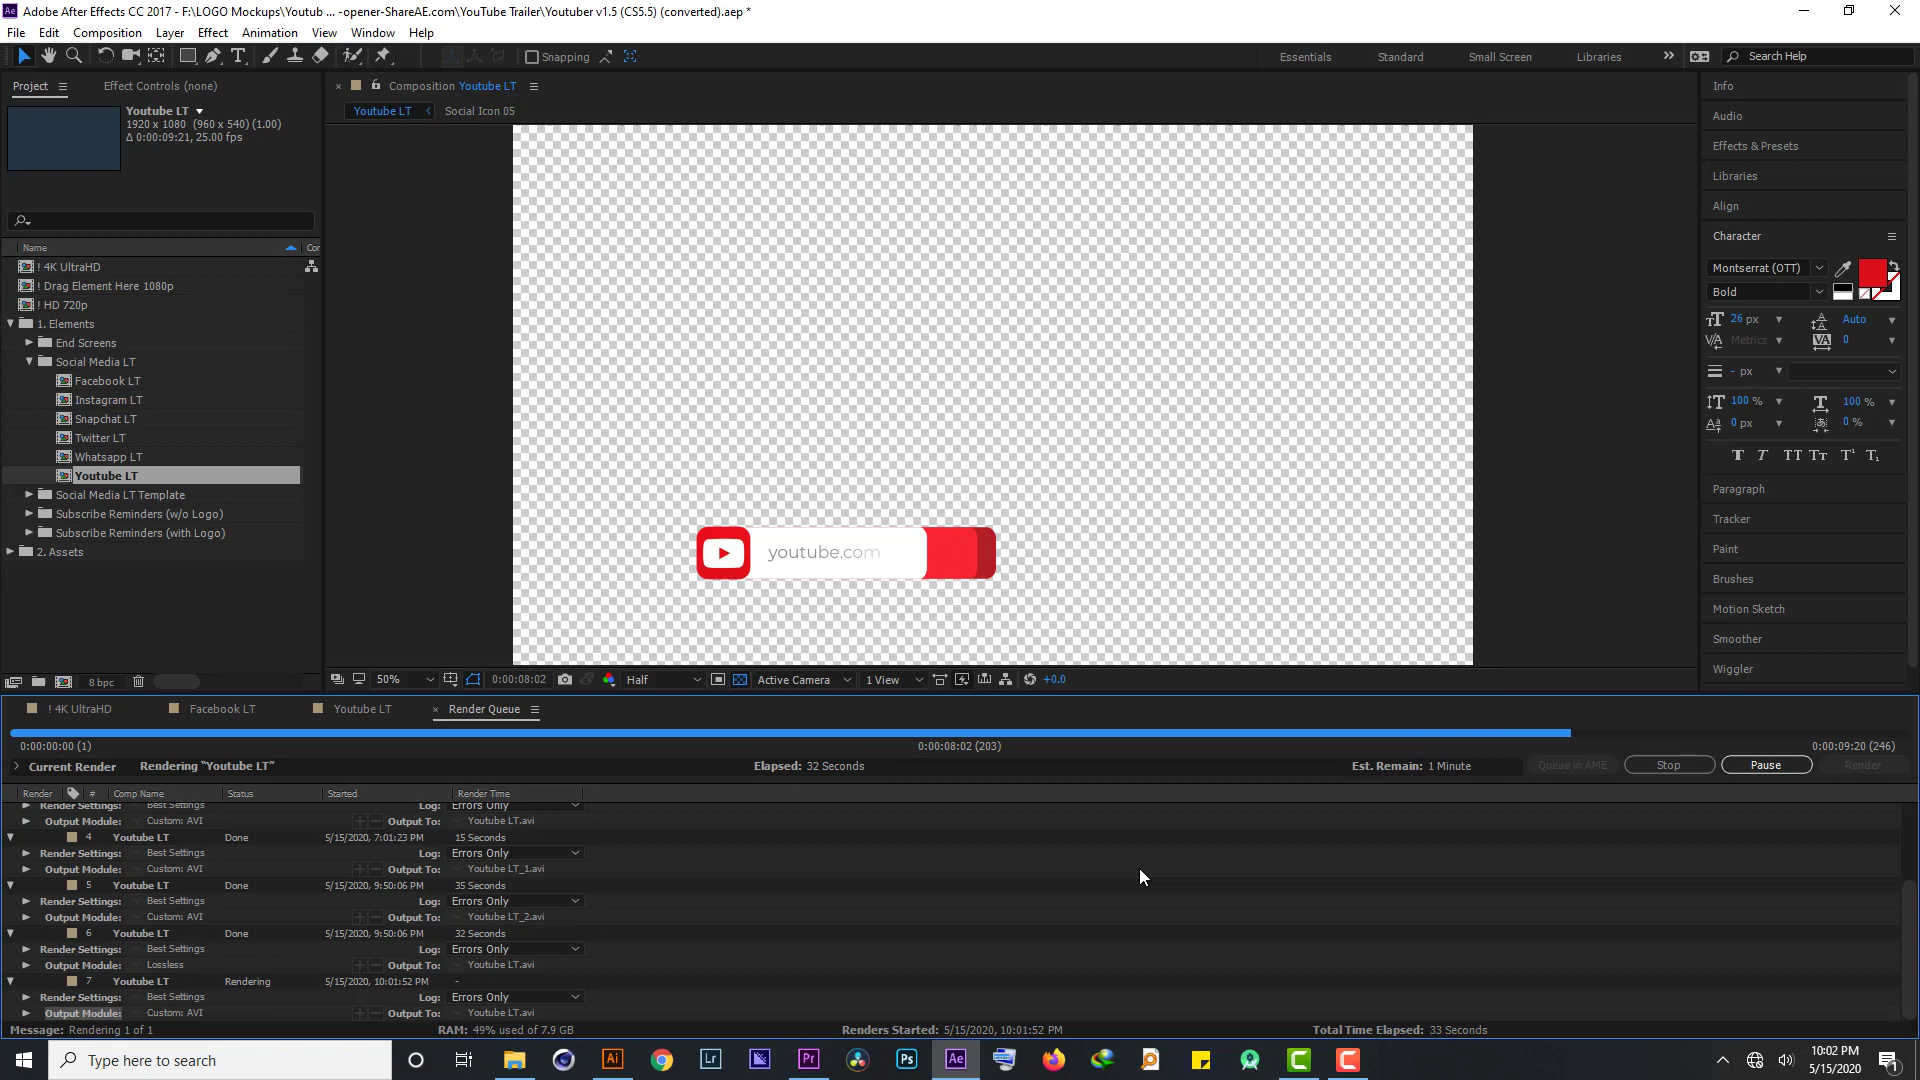 Adobe After Effects CC 2017 - F:\LOGO Mockups\Youtub ... -opener-ShareAE.com\YouTube Trailer\Youtuber v1.5 (CS5.5) (converted).aep *
File Edit Composition Layer Effect Animation View Window Help
Snapping Essentials Standard Small Screen Libraries Search Help
Project Effect Controls (none)
Youtube LT
1920 x 1080 (960 x 540) (1.00)
Δ 0:00:09:21, 25.00 fps
Name Cor
! 4K UltraHD
! Drag Element Here 1080p
! HD 720p
1. Elements
End Screens
Social Media LT
Facebook LT
Instagram LT
Snapchat LT
Twitter LT
Whatsapp LT
Youtube LT
Social Media LT Template
Subscribe Reminders (w/o Logo)
Subscribe Reminders (with Logo)
2. Assets
8 bpc
Composition Youtube LT
Youtube LT Social Icon 05
youtube.com
50% 0:00:08:02 Half Active Camera 1 View +0.0
Info
Audio
Effects & Presets
Libraries
Align
Character
Montserrat (OTT)
Bold
26 px Auto
Metrics 0
- px
100 % 100 %
0 px 0 %
Paragraph
Tracker
Paint
Brushes
Motion Sketch
Smoother
Wiggler
! 4K UltraHD Facebook LT Youtube LT Render Queue
0:00:00:00 (1) 0:00:08:02 (203) 0:00:09:20 (246)
Current Render Rendering "Youtube LT" Elapsed: 32 Seconds Est. Remain: 1 Minute Queue in AME Stop Pause Render
Render # Comp Name Status Started Render Time
Render Settings: Best Settings Log: Errors Only
Output Module: Custom: AVI Output To: Youtube LT.avi
4 Youtube LT Done 5/15/2020, 7:01:23 PM 15 Seconds
Render Settings: Best Settings Log: Errors Only
Output Module: Custom: AVI Output To: Youtube LT_1.avi
5 Youtube LT Done 5/15/2020, 9:50:06 PM 35 Seconds
Render Settings: Best Settings Log: Errors Only
Output Module: Custom: AVI Output To: Youtube LT_2.avi
6 Youtube LT Done 5/15/2020, 9:50:06 PM 32 Seconds
Render Settings: Best Settings Log: Errors Only
Output Module: Lossless Output To: Youtube LT.avi
7 Youtube LT Rendering 5/15/2020, 10:01:52 PM -
Render Settings: Best Settings Log: Errors Only
Output Module: Custom: AVI Output To: Youtube LT.avi
Message: Rendering 1 of 1 RAM: 49% used of 7.9 GB Renders Started: 5/15/2020, 10:01:52 PM Total Time Elapsed: 33 Seconds
Type here to search
10:02 PM
5/15/2020